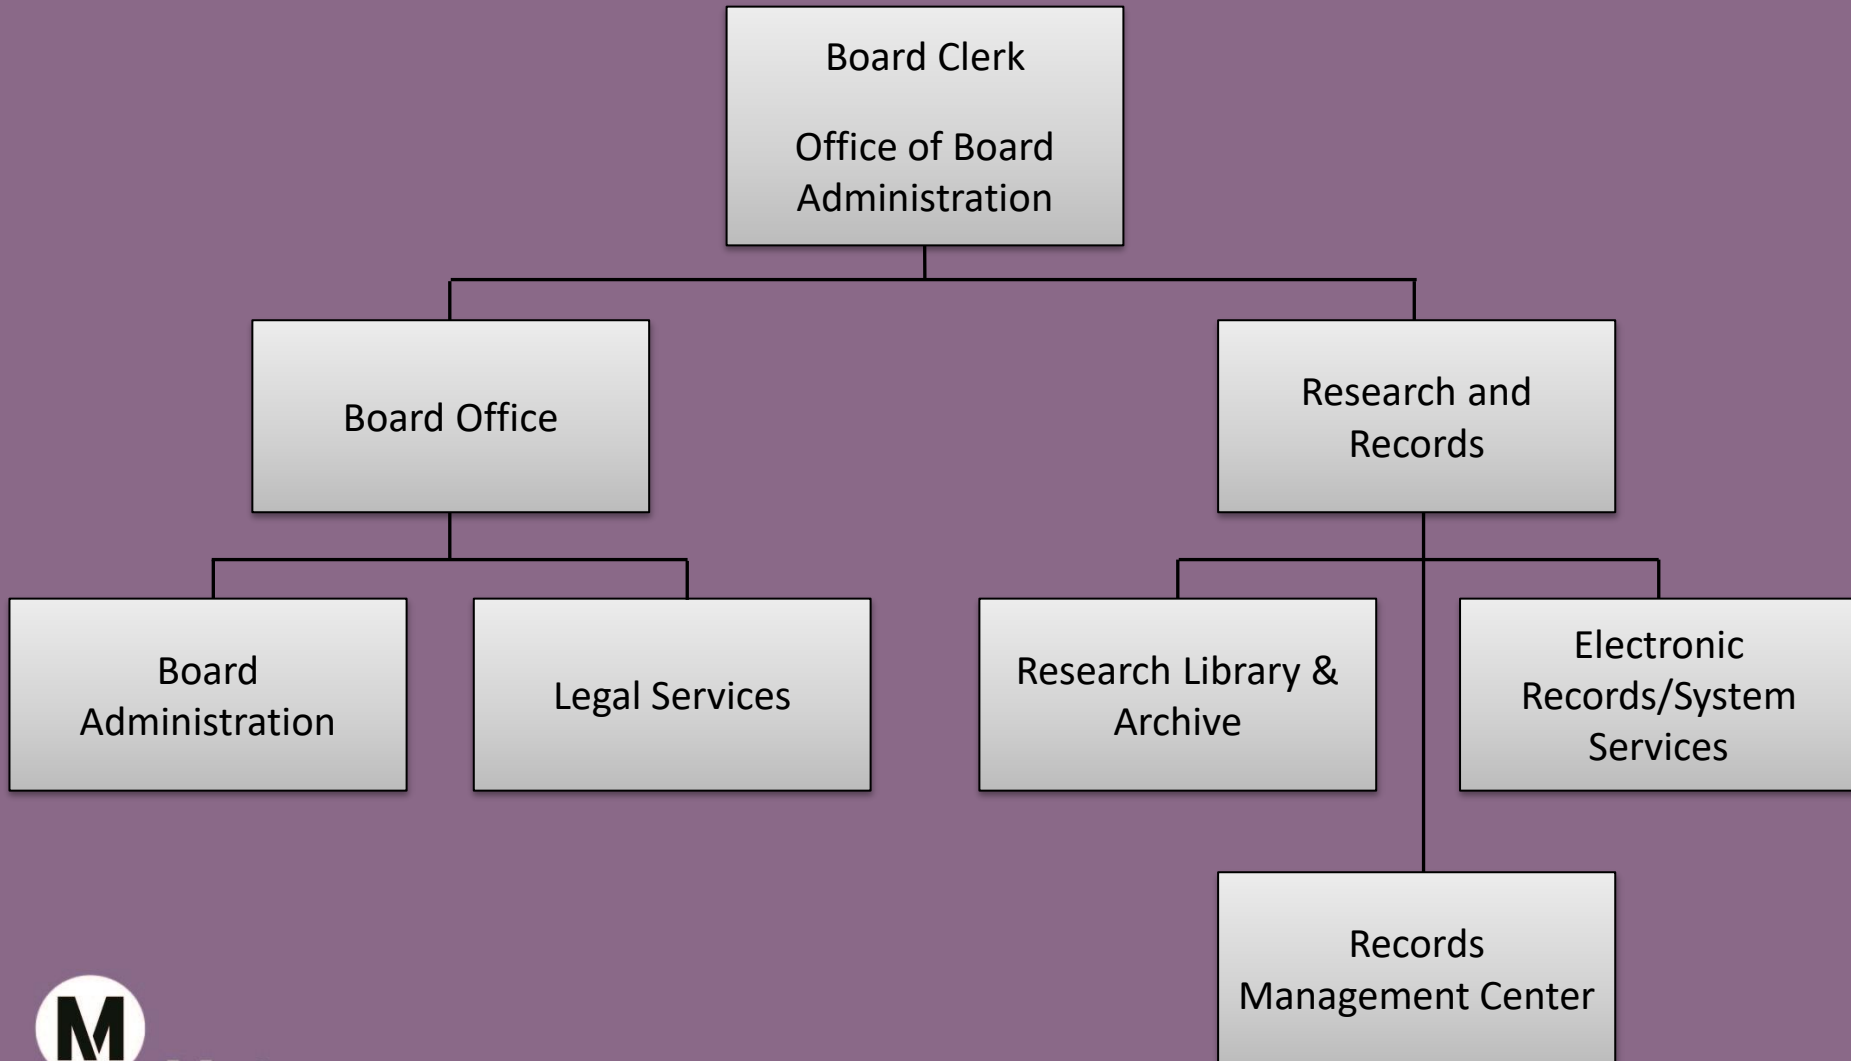 Board Clerk
Office of Board
Administration
Board Office
Research and
Records
Board
Administration
Legal Services
Research Library &
Archive
Electronic
Records/System
Services
Records
Management Center
M